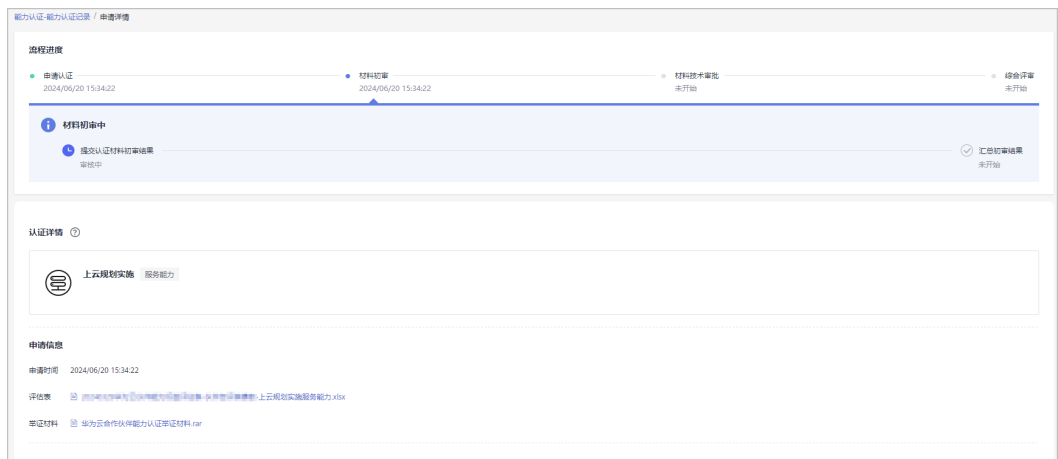 能力认证-能力认证记录 / 申请详情
流程进度
申请认证
2024/06/20 15:34:22
材料初审
2024/06/20 15:34:22
材料技术审批
未开始
综合评审
未开始
材料初审中
提交认证材料初审结果
审核中
汇总初审结果
未开始
认证详情
上云规划实施 服务能力
申请信息
申请时间 2024/06/20 15:34:22
评估表 -上云规划实施服务能力.xlsx
举证材料 华为云合作伙伴能力认证举证材料.rar